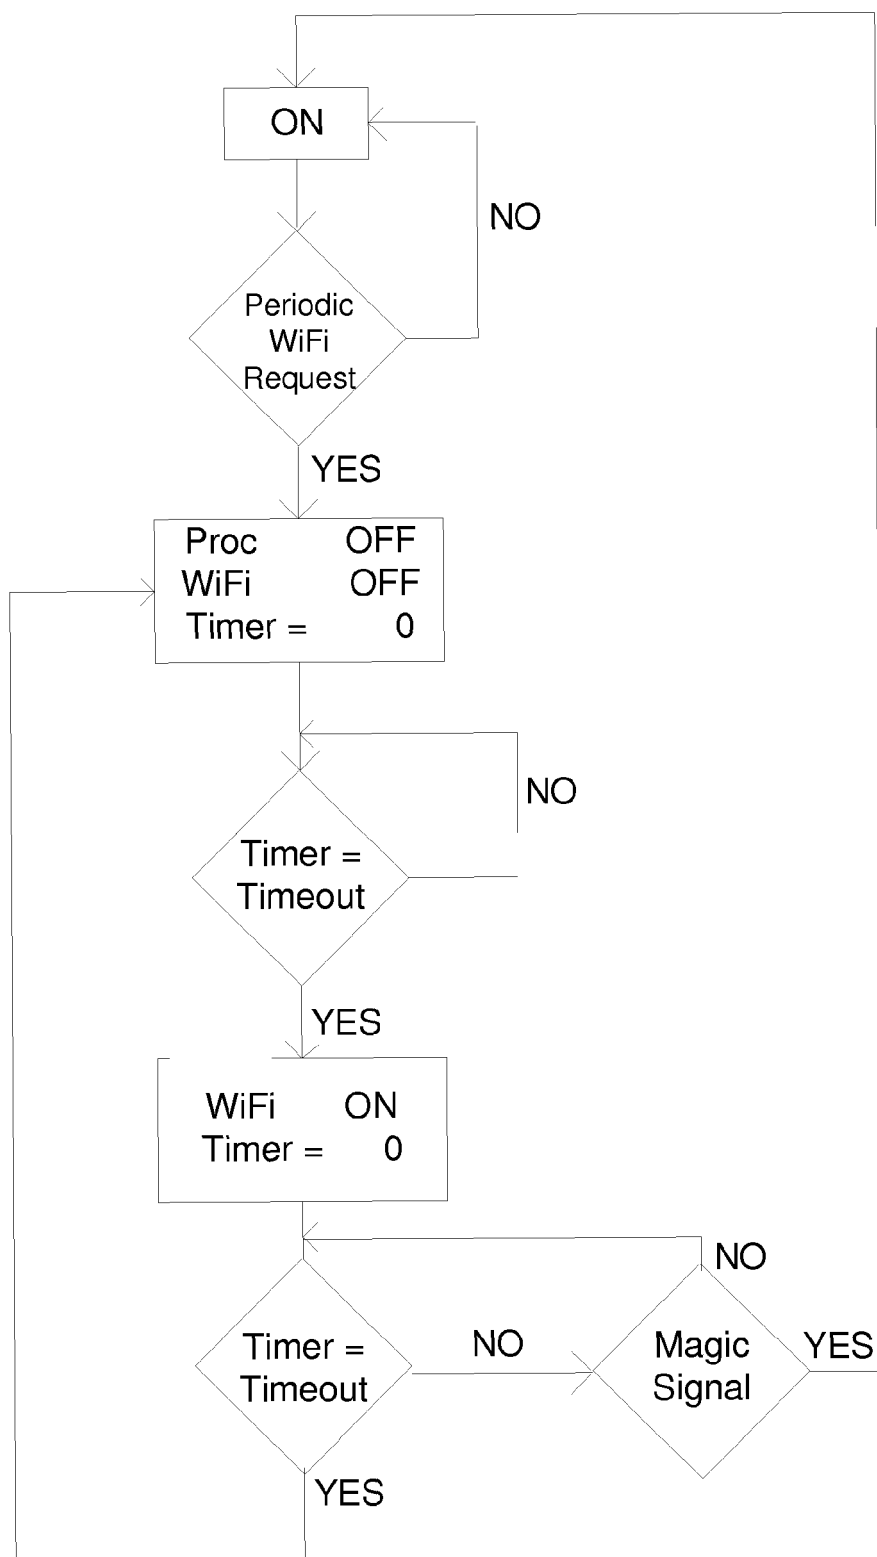 ON
NO
Periodic
WiFi
Request
YES
Proc OFF
WiFi OFF
Timer = 0
NO
Timer =
Timeout
YES
WiFi ON
Timer = 0
NO
Timer =
Timeout
NO
Magic
Signal
YES
YES